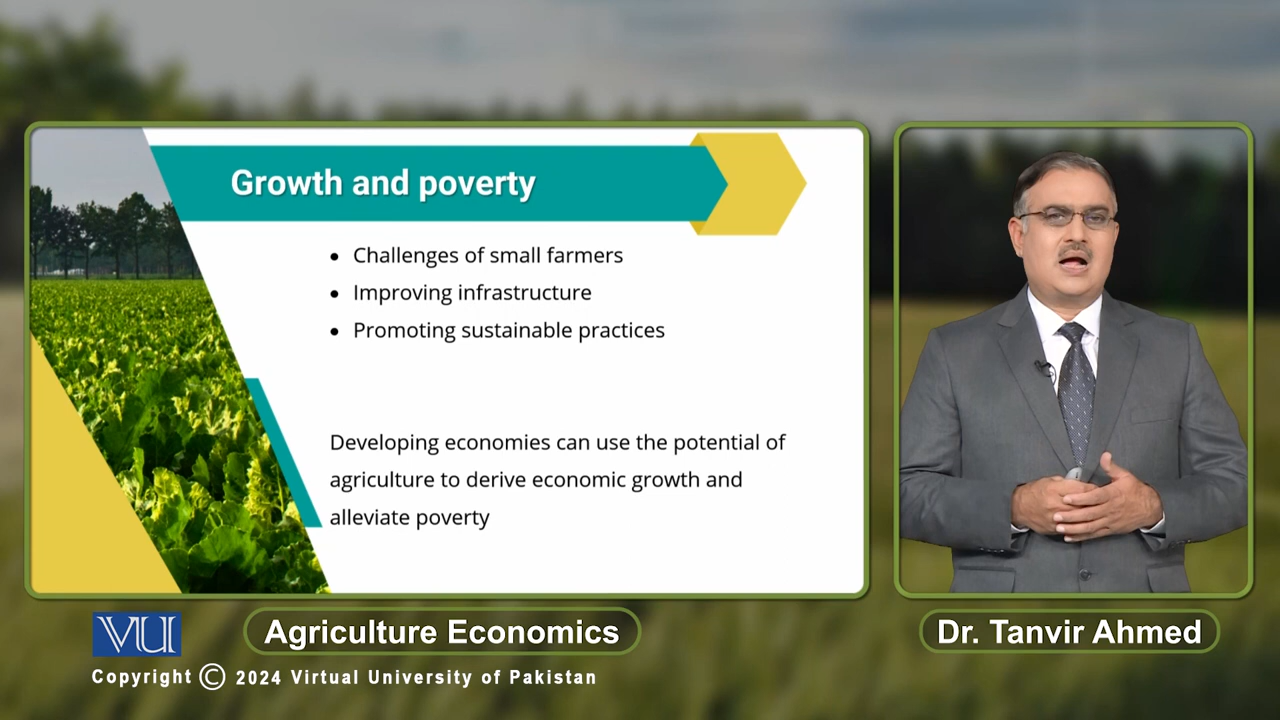 Growth and poverty
• Challenges of small farmers
• Improving infrastructure
• Promoting sustainable practices
Developing economies can use the potential of
agriculture to derive economic growth and
alleviate poverty
VU
Agriculture Economics
Dr. Tanvir Ahmed
Copyright © 2024 Virtual University of Pakistan